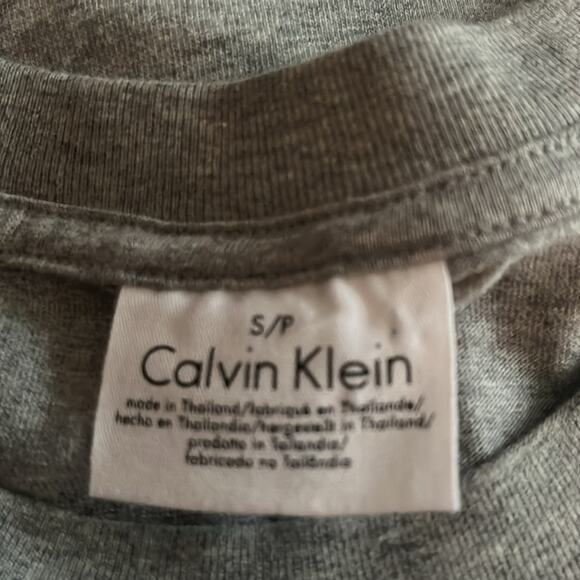 S/P
Calvin Klein
made in Thailand/fabriqué en Thaïlande/
hecho en Thailandia/hergestellt in Thailand/
prodotto in Tailandia/
fabricado na Tailândia